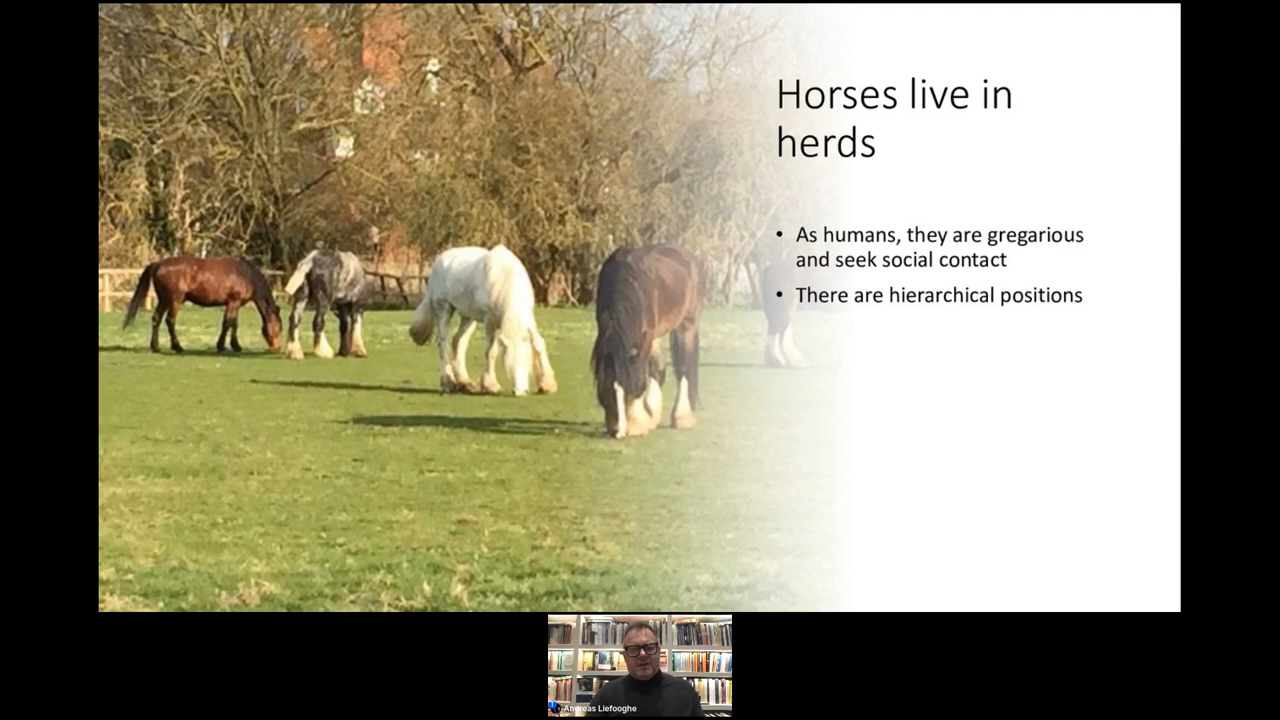 Horses live in
herds
• As humans, they are gregarious
and seek social contact
• There are hierarchical positions
Andreas Liefooghe